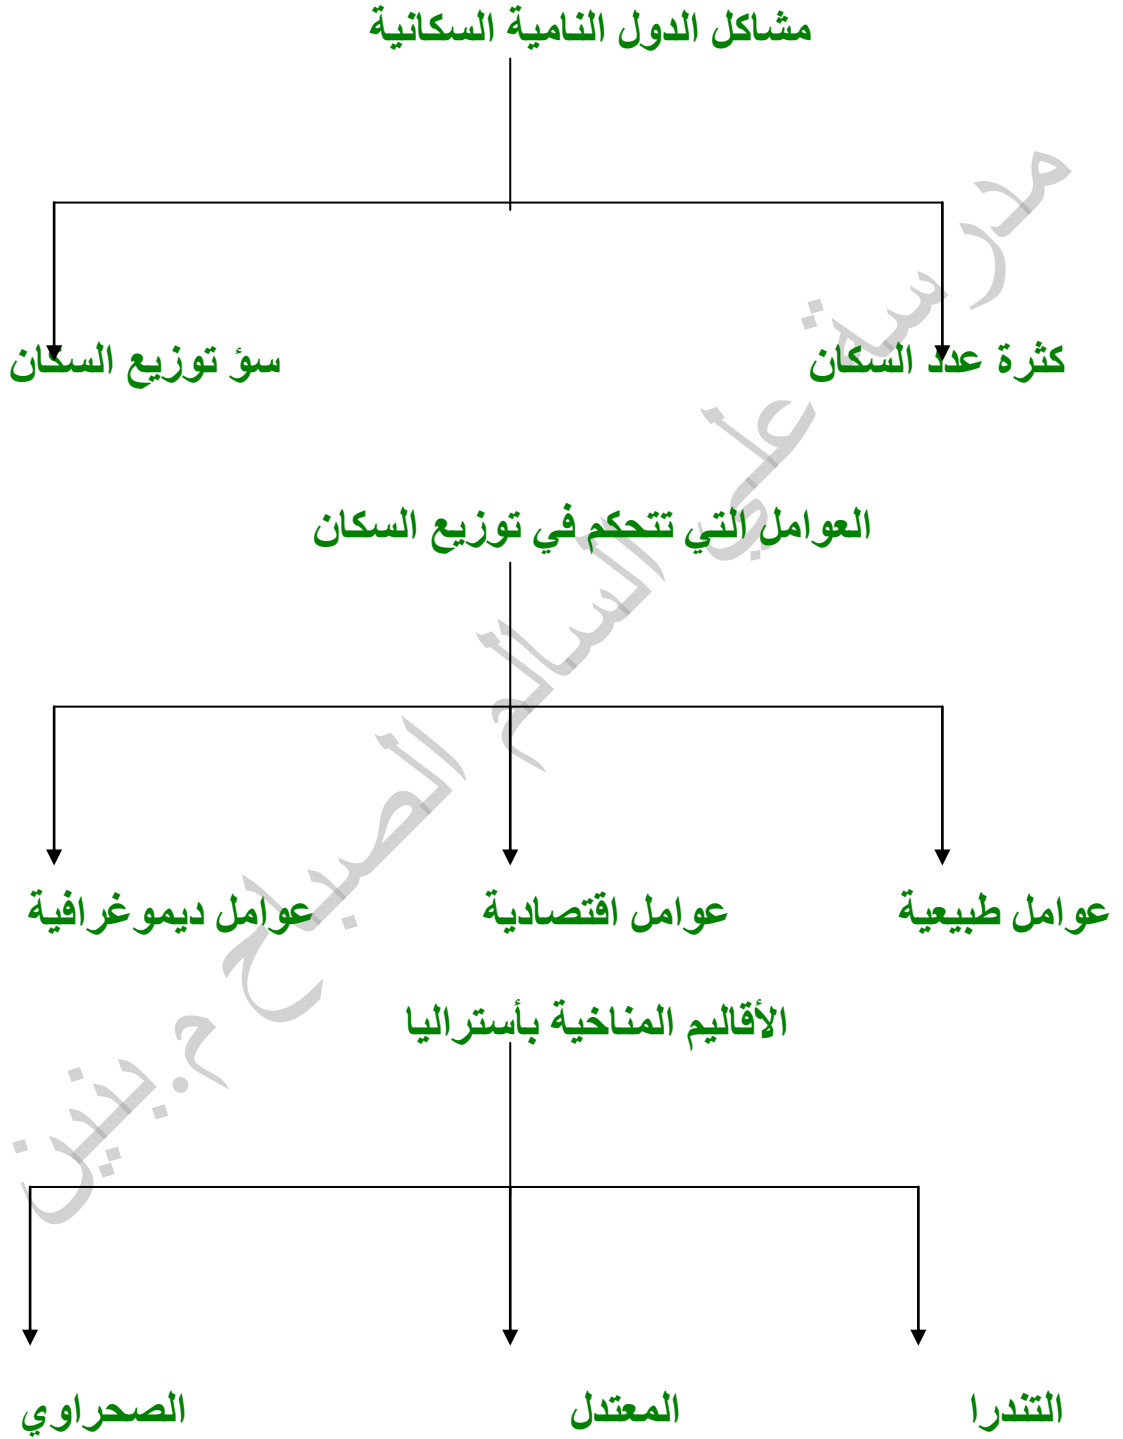 مشاكل الدول النامية السكانية
كثرة عدد السكان
سؤ توزيع السكان
العوامل التي تتحكم في توزيع السكان
عوامل طبيعية
عوامل اقتصادية
عوامل ديموغرافية
الأقاليم المناخية بأستراليا
التندرا
المعتدل
الصحراوي
مدرسة علي السالم الصباح م.بنين